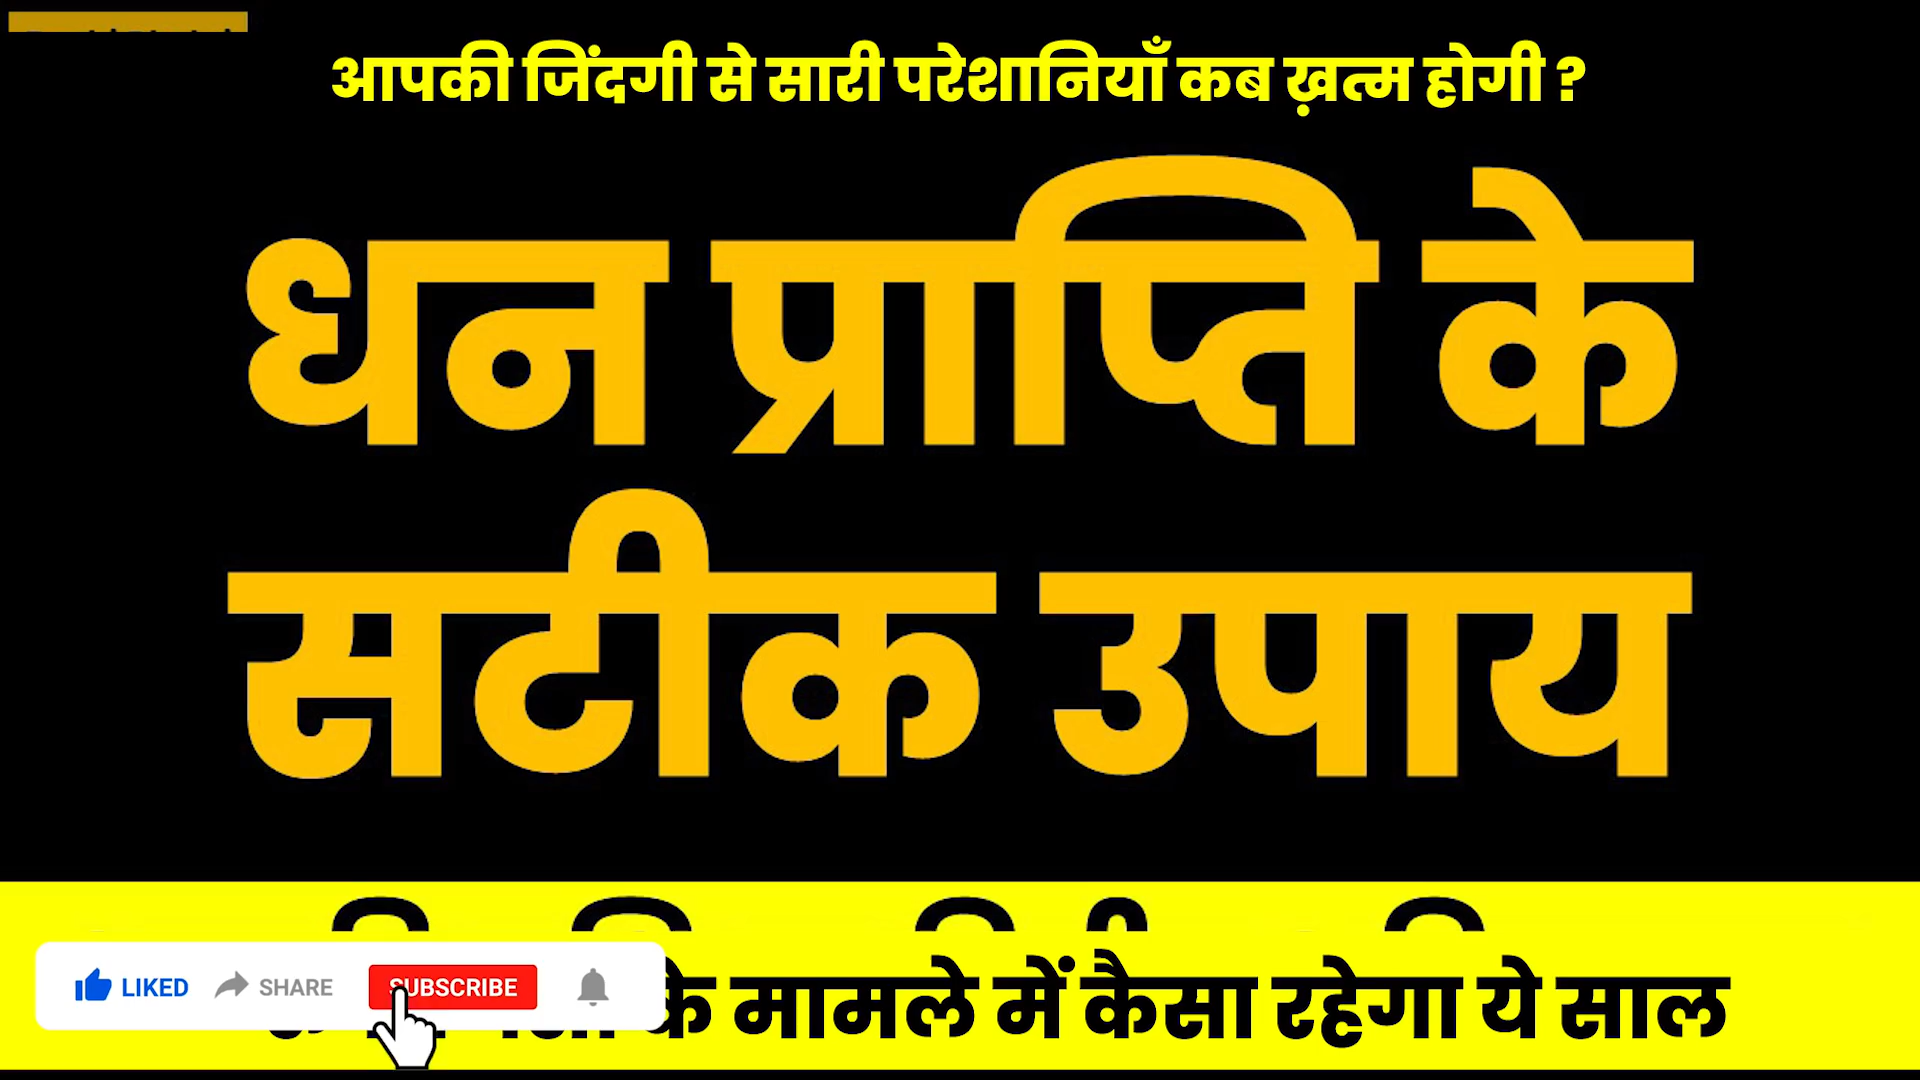 आपकी जिंदगी से सारी परेशानियाँ कब ख़त्म होगी ?
धन प्राप्ति के
सटीक उपाय
के मामले में कैसा रहेगा ये साल
LIKED SHARE SUBSCRIBE